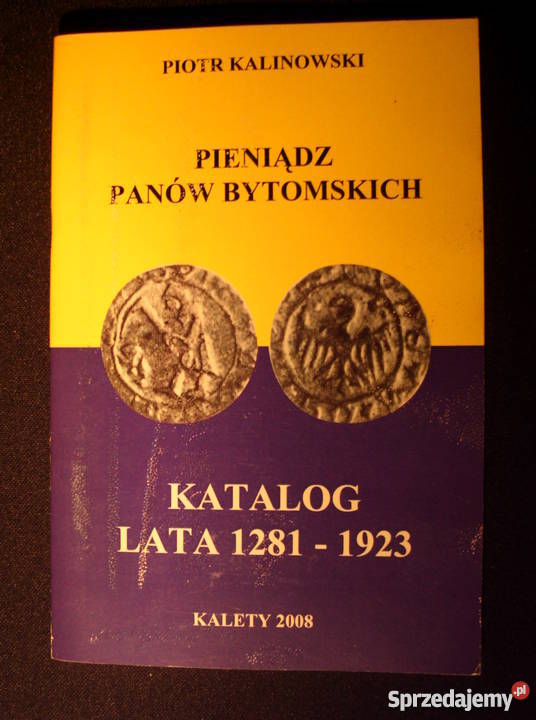 PIOTR KALINOWSKI
PIENIĄDZ
PANÓW BYTOMSKICH
KATALOG
LATA 1281 - 1923
KALETY 2008
Sprzedajemy.pl